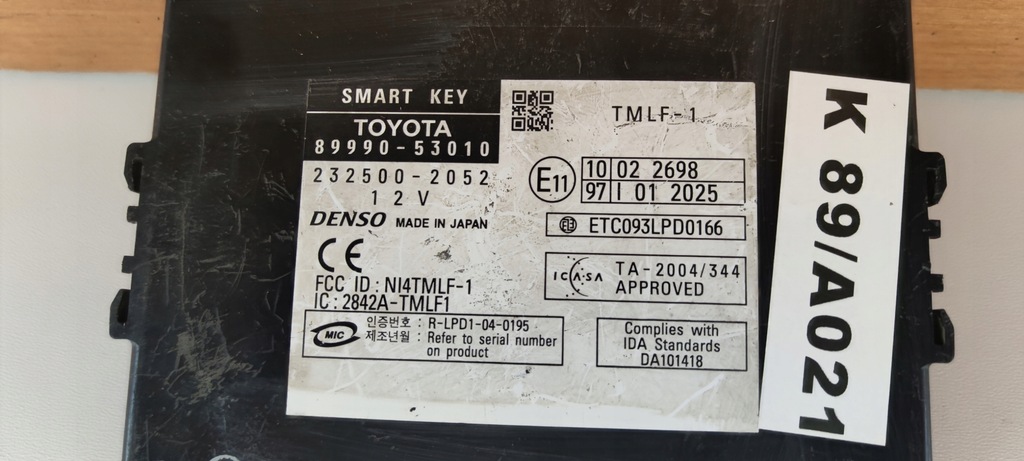 SMART KEY
TOYOTA
89990-53010
232500-2052
12V
DENSO MADE IN JAPAN
CE
FCC ID : NI4TMLF-1
IC : 2842A-TMLF1
MIC
인증번호 : R-LPD1-04-0195
제조년월 : Refer to serial number
on product
TMLF-1
E11
10 02 2698
97 I 01 2025
ETC093LPD0166
ICASA
TA-2004/344
APPROVED
Complies with
IDA Standards
DA101418
K 89/A021